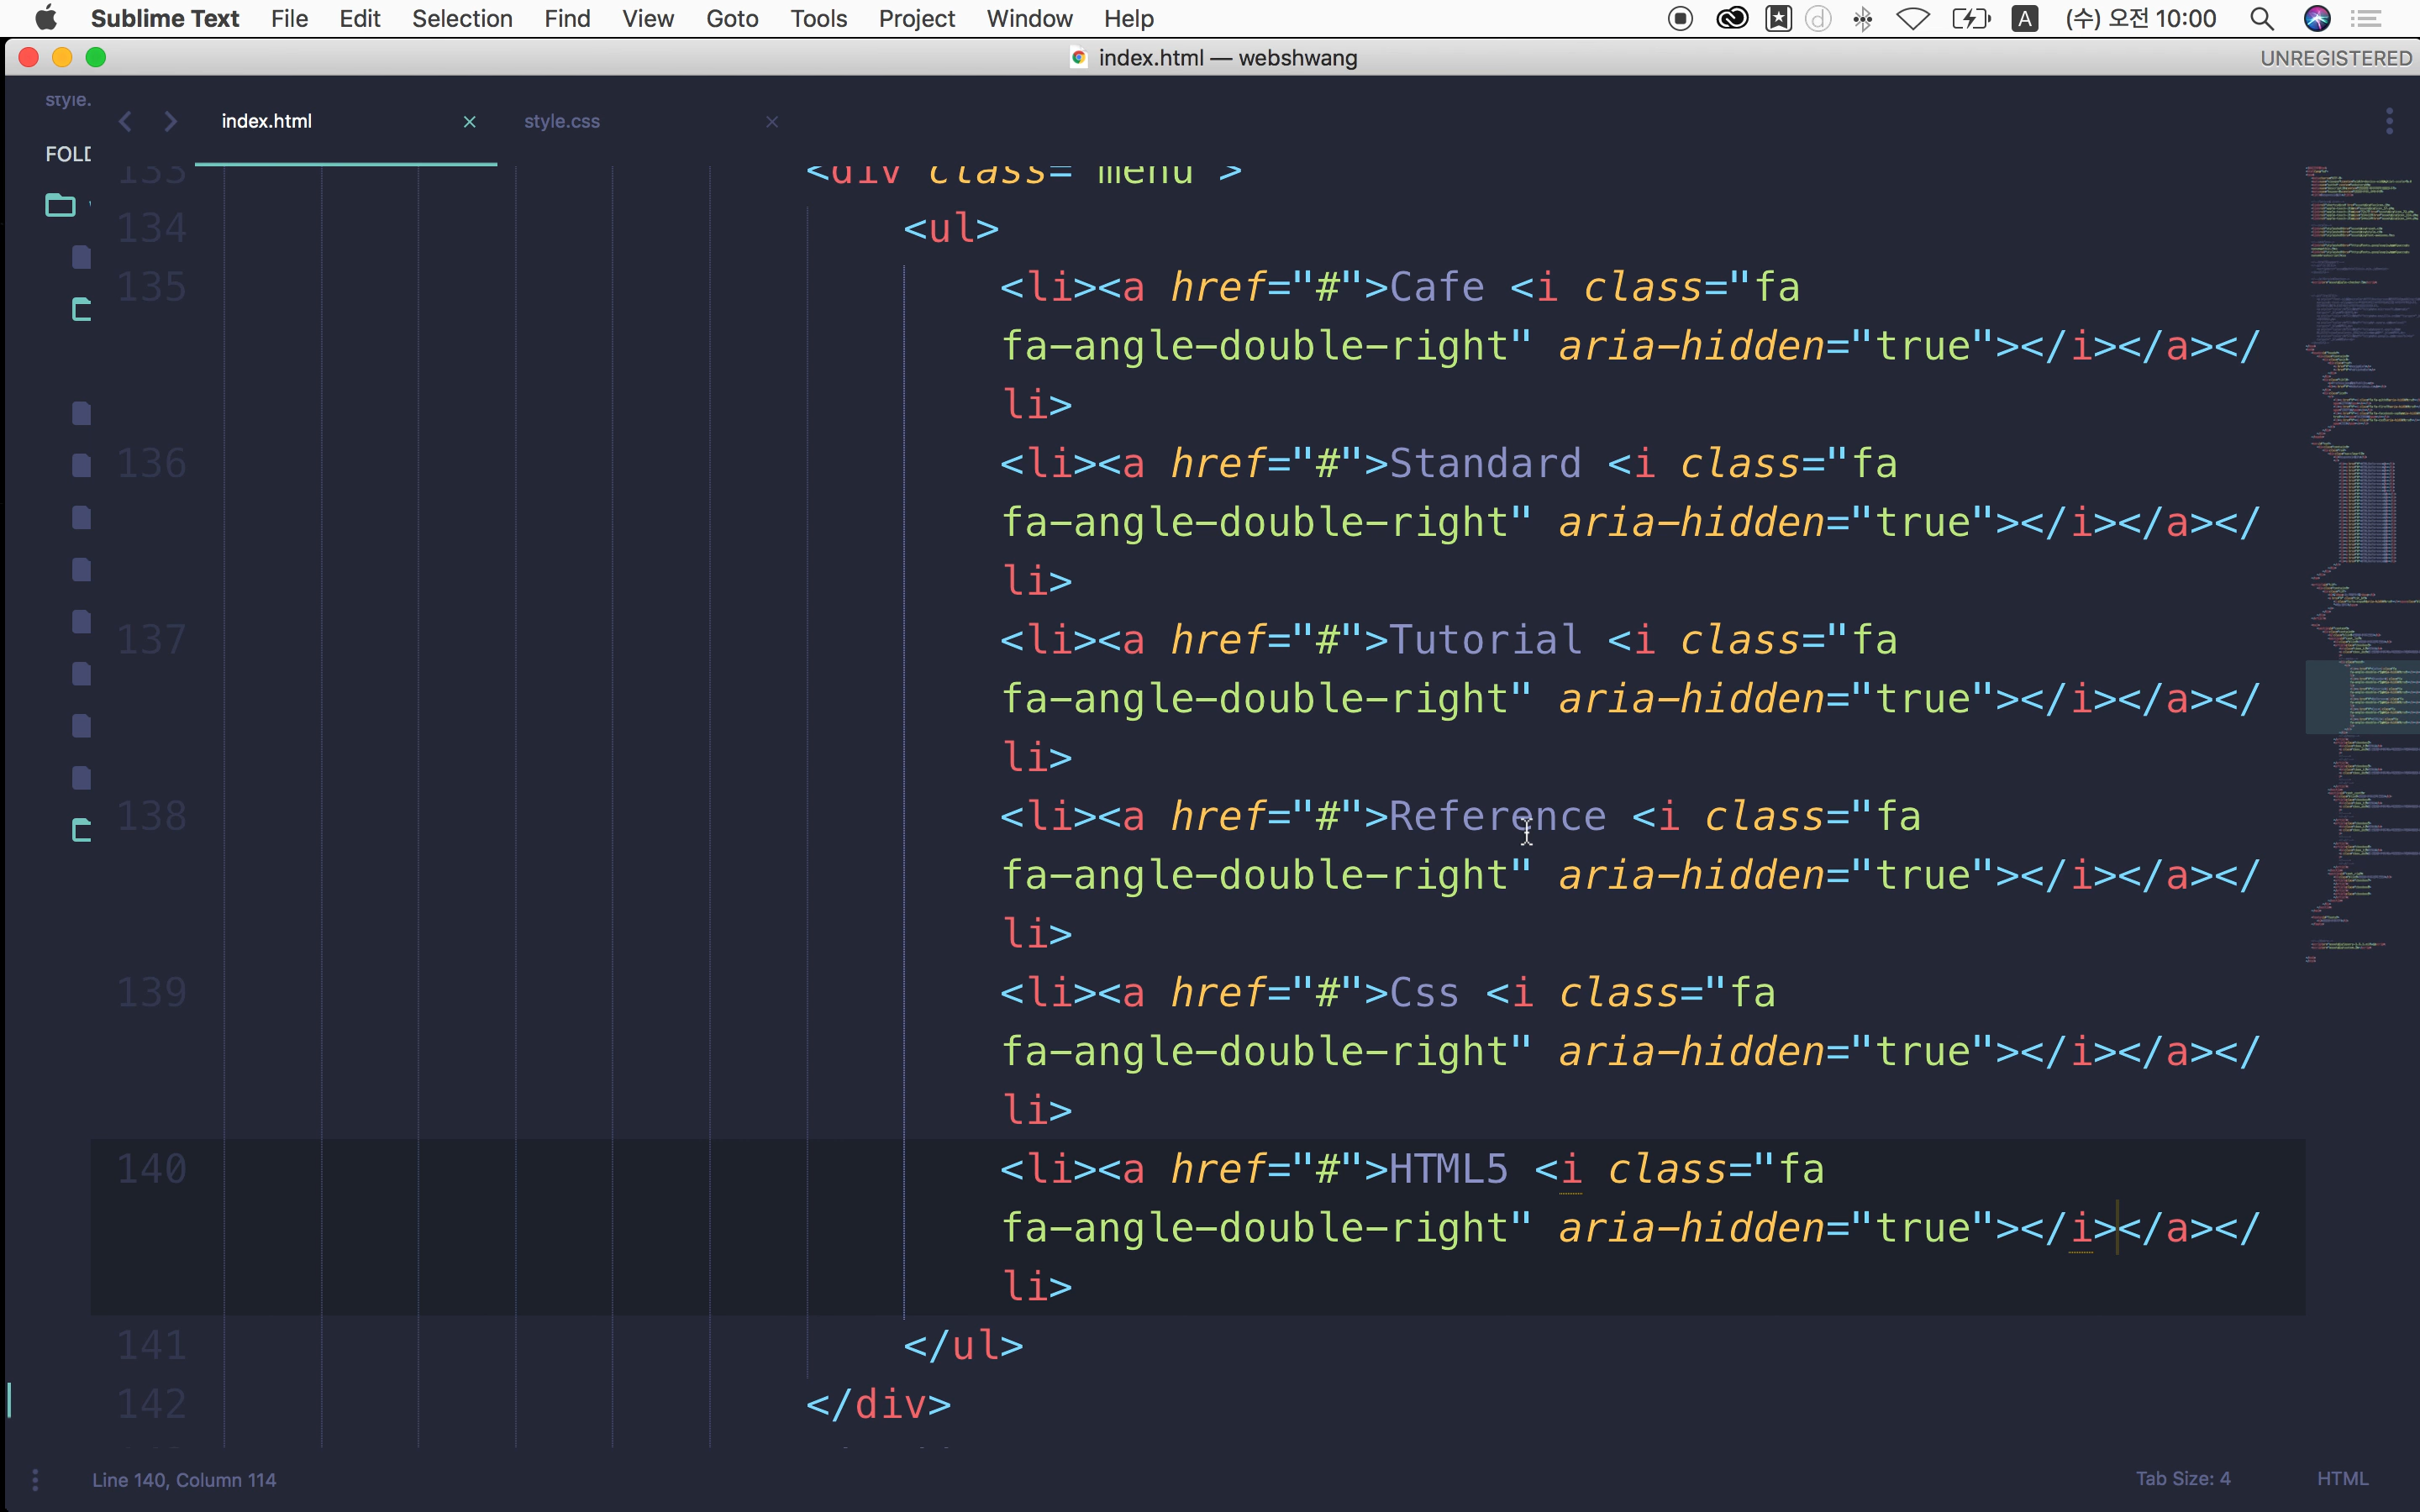 Sublime Text File Edit Selection Find View Goto Tools Project Window Help A (수) 오전 10:00
index.html — webshwang UNREGISTERED
style.
index.html × style.css ×
FOLD
133 <div class="menu">
134 <ul>
135 <li><a href="#">Cafe <i class="fa
fa-angle-double-right" aria-hidden="true"></i></a></
li>
136 <li><a href="#">Standard <i class="fa
fa-angle-double-right" aria-hidden="true"></i></a></
li>
137 <li><a href="#">Tutorial <i class="fa
fa-angle-double-right" aria-hidden="true"></i></a></
li>
138 <li><a href="#">Reference <i class="fa
fa-angle-double-right" aria-hidden="true"></i></a></
li>
139 <li><a href="#">Css <i class="fa
fa-angle-double-right" aria-hidden="true"></i></a></
li>
140 <li><a href="#">HTML5 <i class="fa
fa-angle-double-right" aria-hidden="true"></i></a></
li>
141 </ul>
142 </div>
Line 140, Column 114 Tab Size: 4 HTML